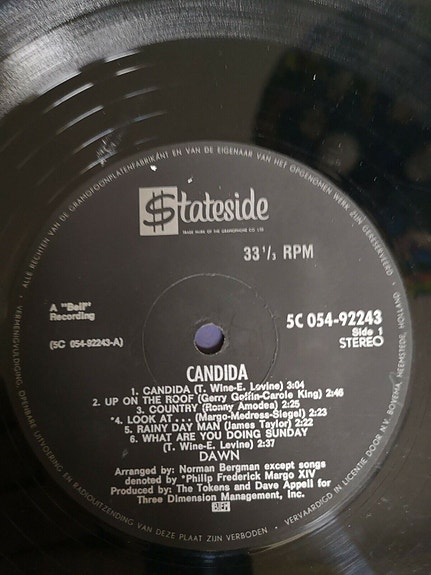 ALLE RECHTEN VAN DE GRAMOFOONPLATENFABRIKANT EN VAN DE EIGENAAR VAN HET OPGENOMEN WERK ZIJN GERESERVEERD.
$tateside
TRADE MARK OF THE GRAMOPHONE CO. LTD.
33 1/3 RPM
A "Bell"
Recording
(5C 054-92243-A)
5C 054-92243
Side 1
STEREO
CANDIDA
1. CANDIDA (T. Wine-E. Levine) 3:04
2. UP ON THE ROOF (Gerry Goffin-Carole King) 2:46
3. COUNTRY (Ronny Amodea) 2:25
*4. LOOK AT... (Margo-Medress-Siegel) 2:23
5. RAINY DAY MAN (James Taylor) 2:22
6. WHAT ARE YOU DOING SUNDAY
(T. Wine-E. Levine) 2:37
DAWN
Arranged by: Norman Bergman except songs
denoted by *Philip Frederick Margo XIV
Produced by: The Tokens and Dave Appell for
Three Dimension Management, Inc.
BIEM
VERMENIGVULDIGING, OPENBARE UITVOERING EN RADIOUITZENDING VAN DEZE PLAAT ZIJN VERBODEN
VERVAARDIGD IN LICENTIE DOOR N.V. BOVEMA, HEEMSTEDE, HOLLAND